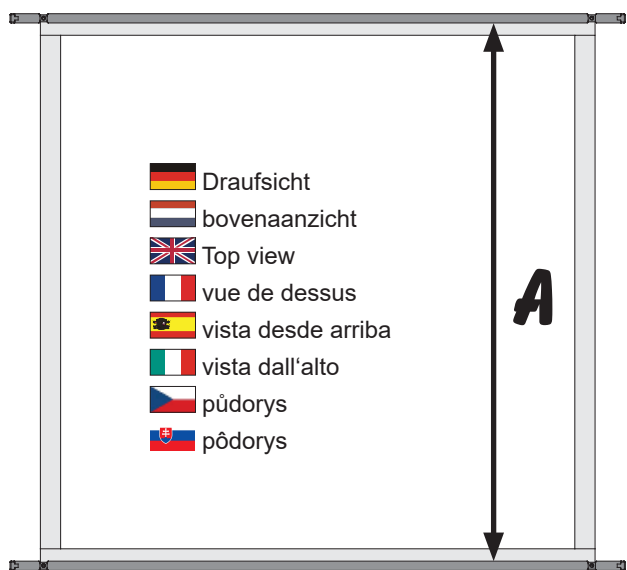 Draufsicht
bovenaanzicht
Top view
vue de dessus
vista desde arriba
vista dall‘alto
půdorys
pôdorys
A